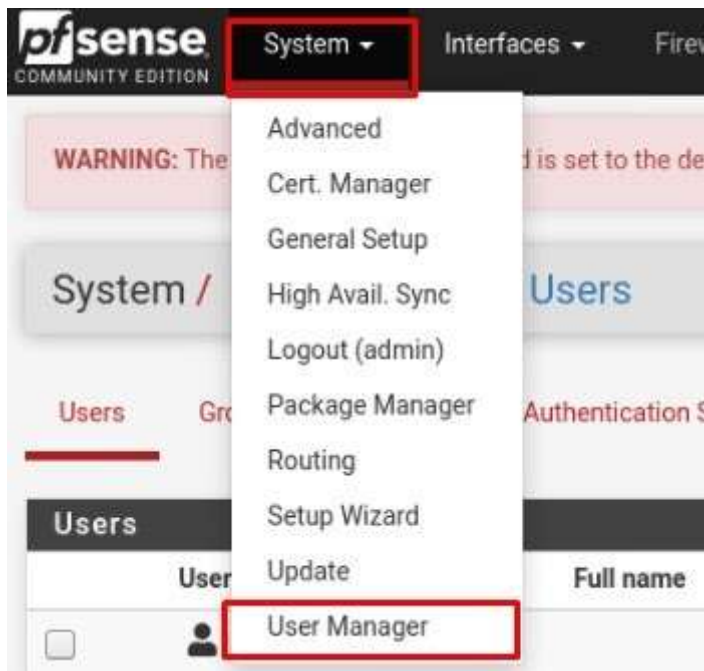 pfsense System Interfaces
COMMUNITY EDITION
Advanced
WARNING: The is set to the
Cert. Manager
General Setup
System / Users
High Avail. Sync
Logout (admin)
Users Package Manager Authentication
Routing
Users Setup Wizard
Update Full name
User Manager